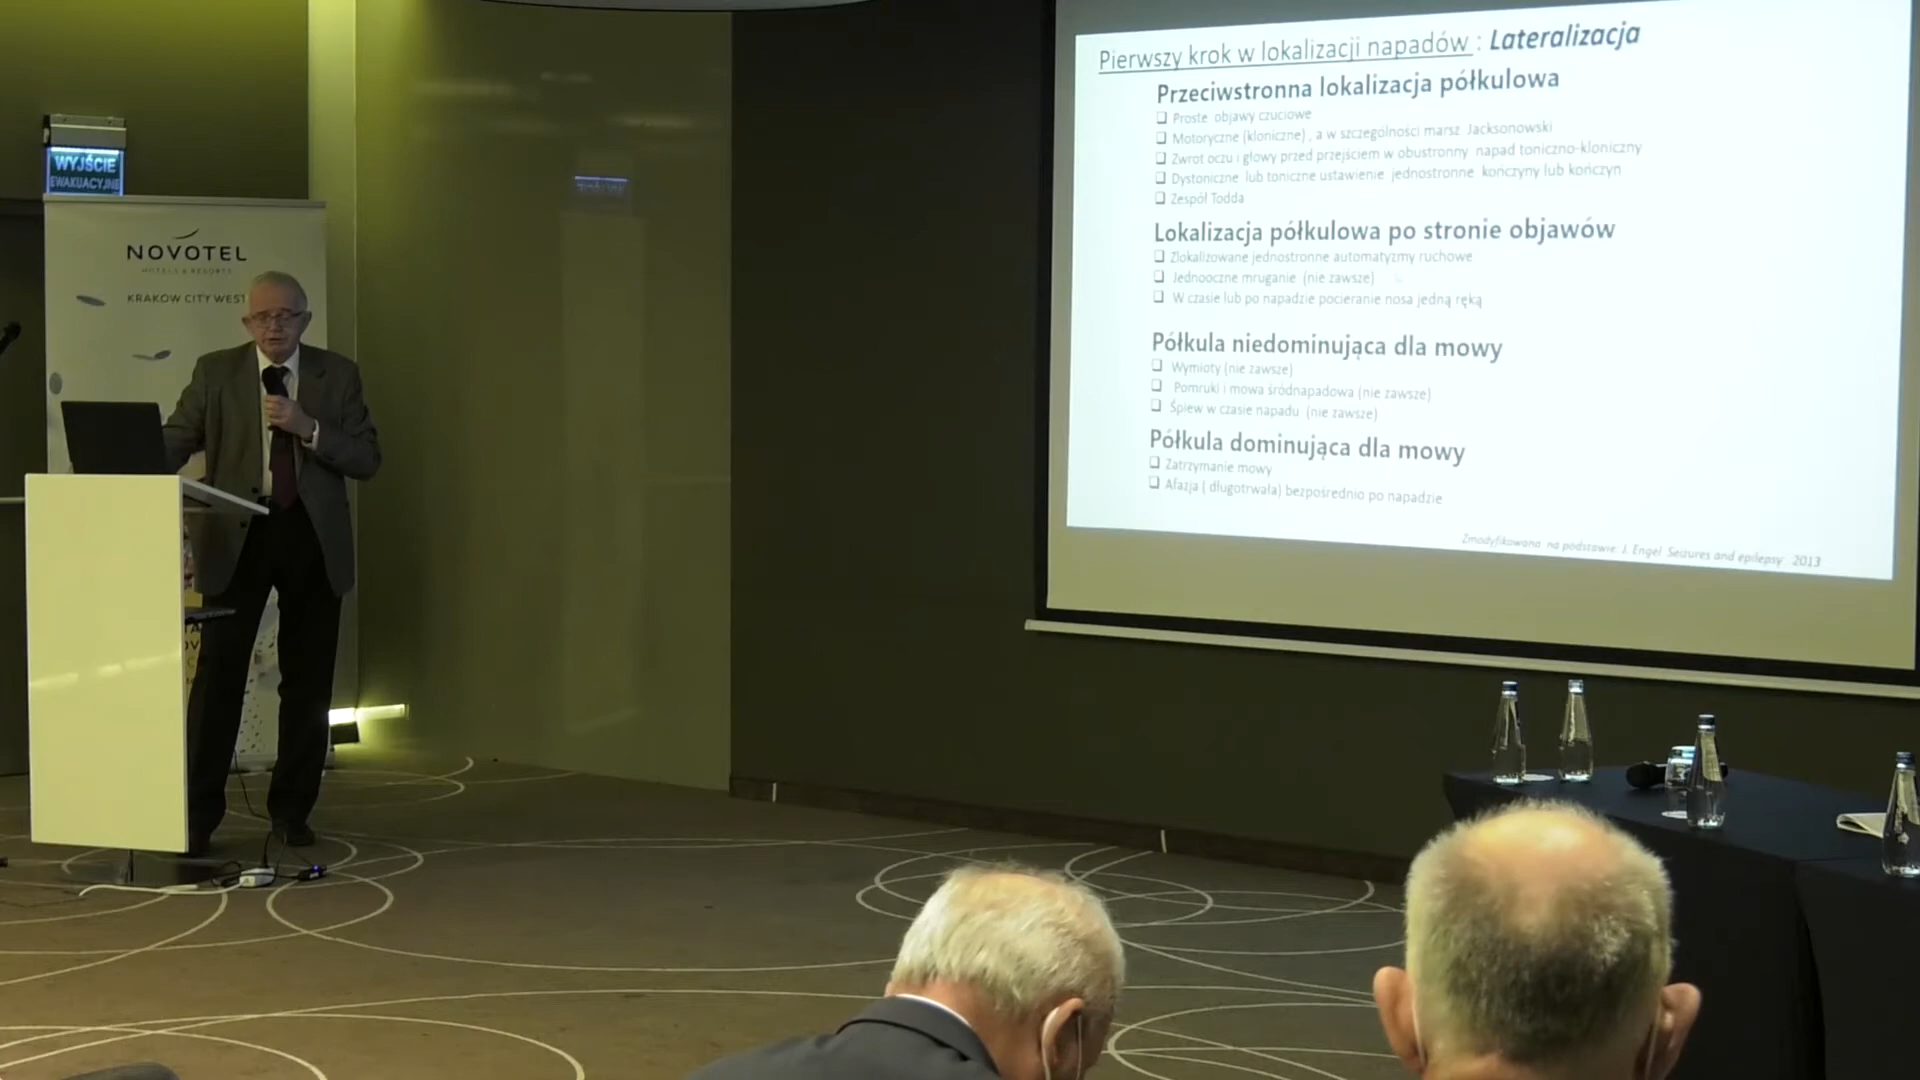 WYJŚCIE
EWAKUACYJNE
NOVOTEL
HOTELS & RESORTS
KRAKOW CITY WEST
Pierwszy krok w lokalizacji napadów : Lateralizacja
Przeciwstronna lokalizacja półkulowa
Proste objawy czuciowe
Motoryczne (kloniczne) , a w szczególności marsz Jacksonowski
Zwrot oczu i głowy przed przejściem w obustronny napad toniczno-kloniczny
Dystoniczne lub toniczne ustawienie jednostronne kończyny lub kończyn
Zespół Todda
Lokalizacja półkulowa po stronie objawów
Zlokalizowane jednostronne automatyzmy ruchowe
Jednooczne mruganie (nie zawsze)
W czasie lub po napadzie pocieranie nosa jedną ręką
Półkula niedominująca dla mowy
Wymioty (nie zawsze)
Pomruki i mowa śródnapadowa (nie zawsze)
Śpiew w czasie napadu (nie zawsze)
Półkula dominująca dla mowy
Zatrzymanie mowy
Afazja ( długotrwała) bezpośrednio po napadzie
Zmodyfikowana na podstawie J. Engel Seizures and epilepsy 2013